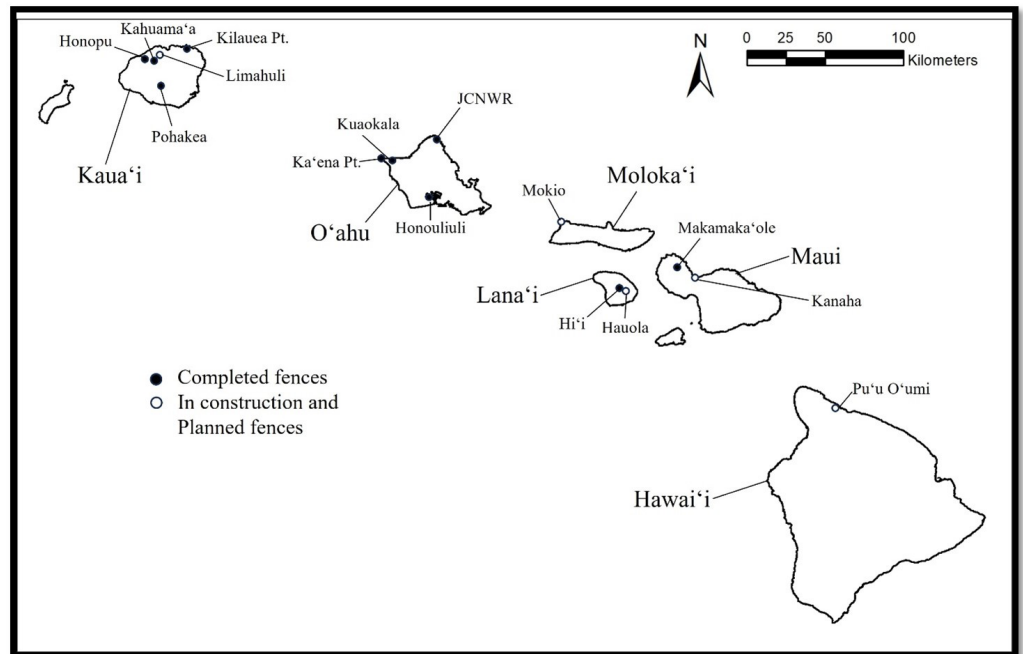 Kahuama‘a
Honopu
Kilauea Pt.
Limahuli
Pohakea
Kaua‘i
N
0 25 50 100
Kilometers
JCNWR
Kuaokala
Ka‘ena Pt.
Honouliuli
O‘ahu
Moloka‘i
Mokio
Makamaka‘ole
Maui
Lana‘i
Kanaha
Hi‘i
Hauola
Completed fences
In construction and
Planned fences
Pu‘u O‘umi
Hawai‘i